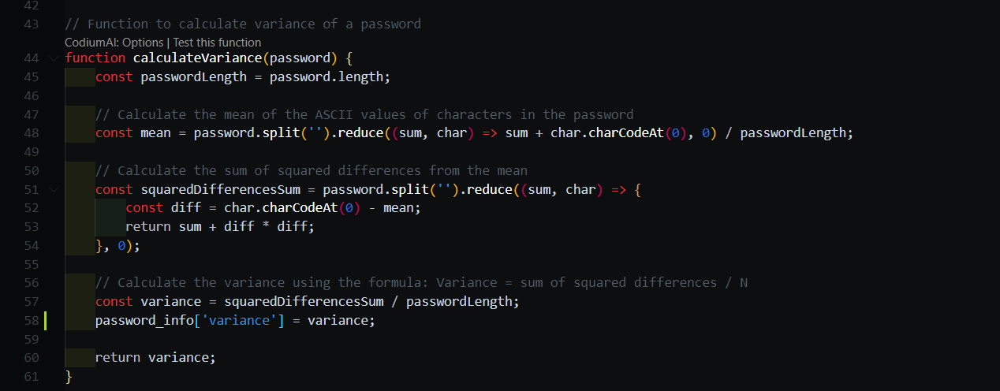 42
43 // Function to calculate variance of a password
CodiumAI: Options | Test this function
44 function calculateVariance(password) {
45 const passwordLength = password.length;
46
47 // Calculate the mean of the ASCII values of characters in the password
48 const mean = password.split('').reduce((sum, char) => sum + char.charCodeAt(0), 0) / passwordLength;
49
50 // Calculate the sum of squared differences from the mean
51 const squaredDifferencesSum = password.split('').reduce((sum, char) => {
52 const diff = char.charCodeAt(0) - mean;
53 return sum + diff * diff;
54 }, 0);
55
56 // Calculate the variance using the formula: Variance = sum of squared differences / N
57 const variance = squaredDifferencesSum / passwordLength;
58 password_info['variance'] = variance;
59
60 return variance;
61 }